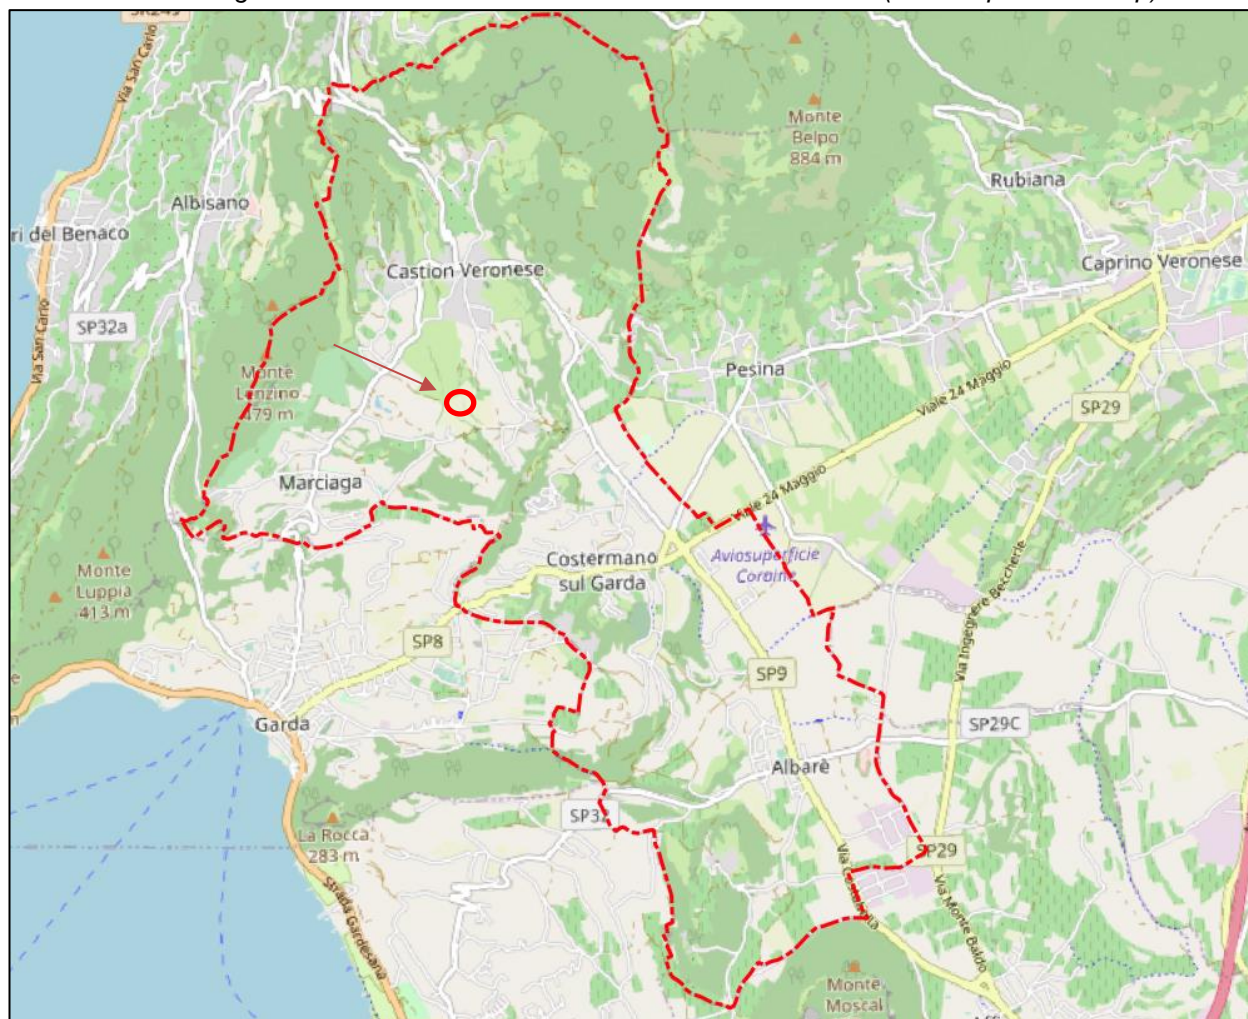 SR249
Via San Carlo
Monte
Belpo
884 m
Rubiana
Albisano
ri del Benaco
Castion Veronese
Caprino Veronese
SP32a
Via San Carlo
Monte
Lenzino
479 m
Pesina
Viale 24 Maggio
SP29
Marciaga
Viale 24 Maggio
Aviosuperficie
Coraine
Costermano
sul Garda
Monte
Luppia
413 m
Via Ingegnere Beccherle
SP8
SP9
Garda
SP29C
Albarè
SP32
La Rocca
283 m
SP29
Strada Gardesana
Via Monte Baldo
Monte
Moscal